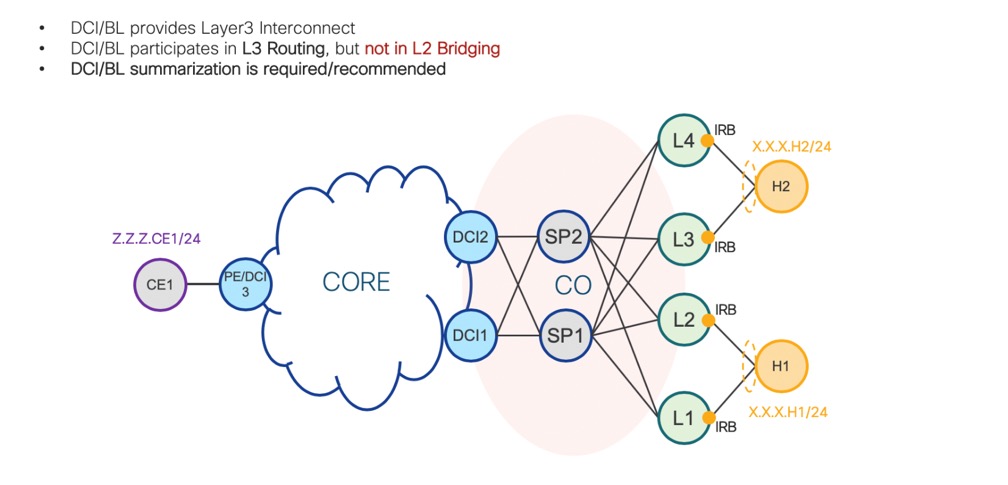 • DCI/BL provides Layer3 Interconnect
• DCI/BL participates in L3 Routing, but not in L2 Bridging
• DCI/BL summarization is required/recommended
L4
IRB
X.X.X.H2/24
H2
Z.Z.Z.CE1/24
DCI2
SP2
L3
IRB
CE1
PE/DCI
3
CORE
CO
L2
IRB
DCI1
SP1
H1
X.X.X.H1/24
L1
IRB